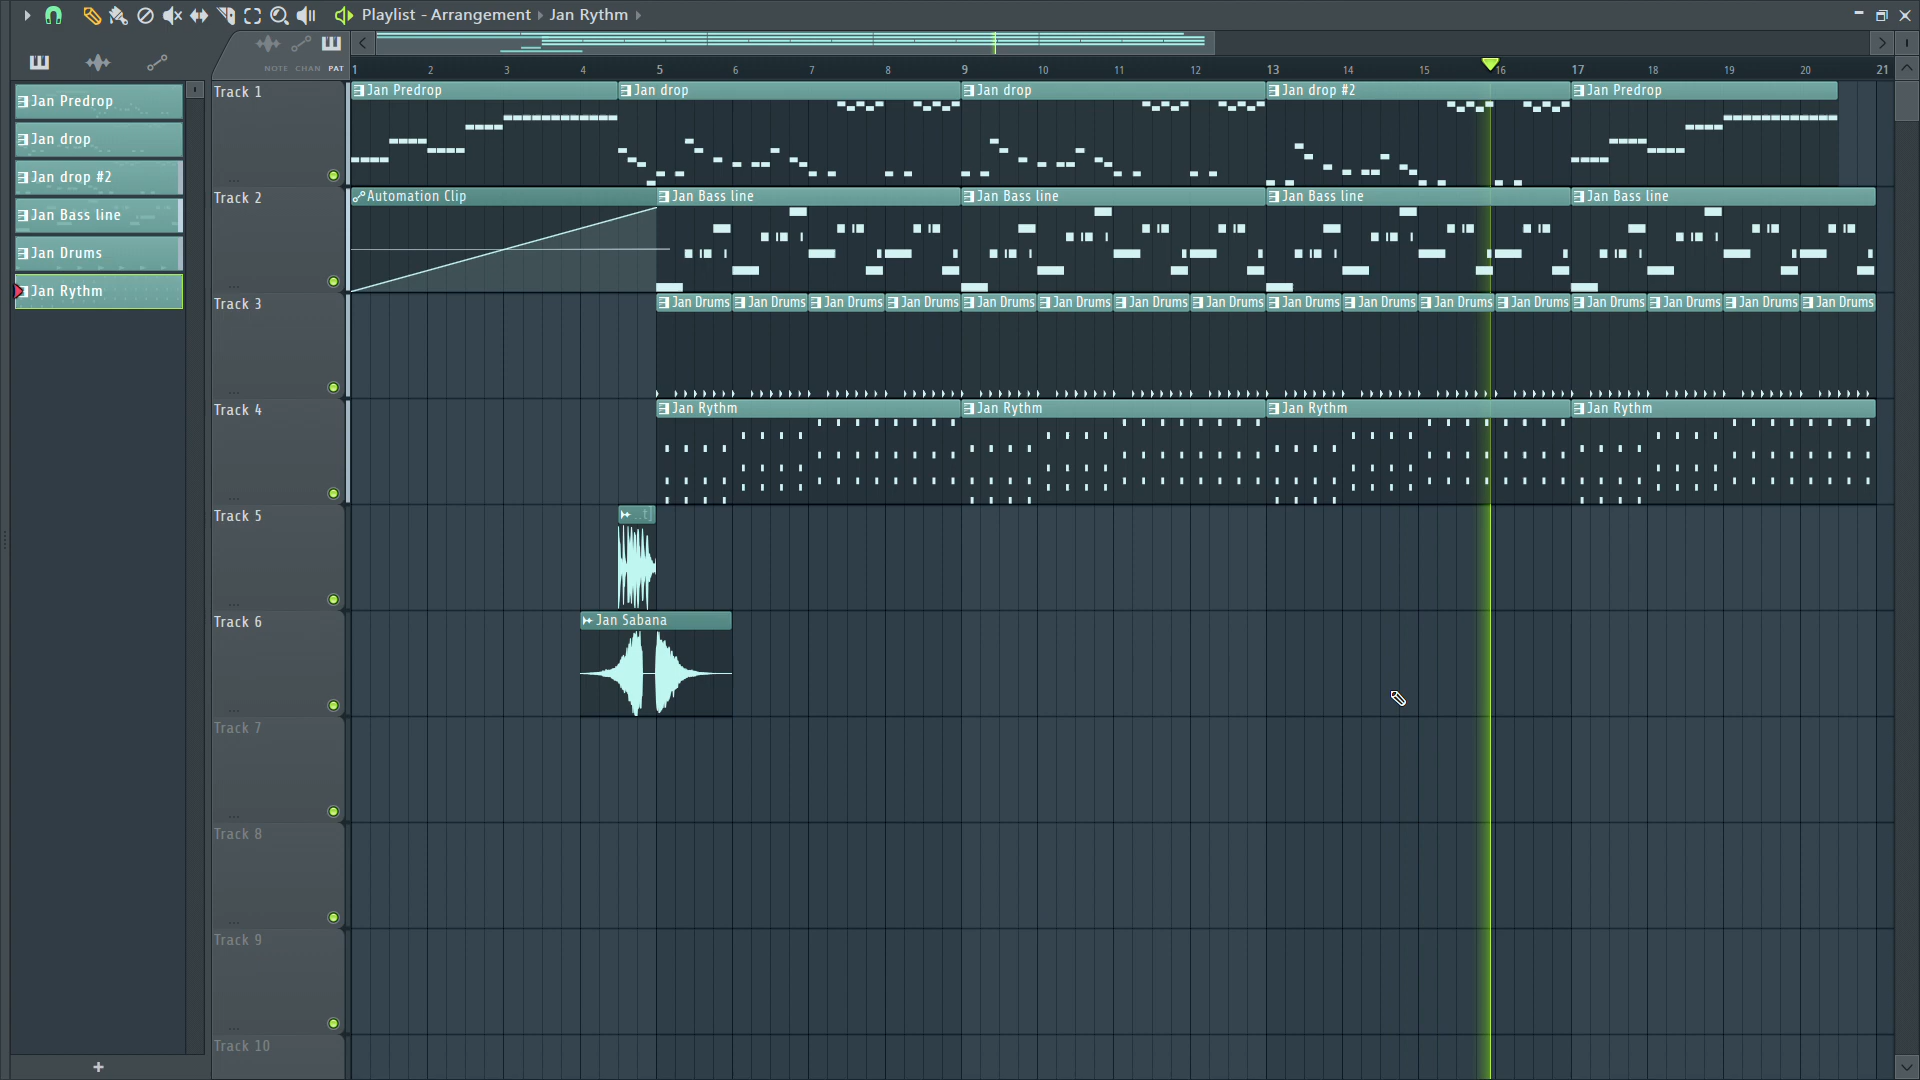 Playlist - Arrangement › Jan Rythm ›
NOTE CHAN PAT
1 2 3 4 5 6 7 8 9 10 11 12 13 14 15 16 17 18 19 20 21
Jan Predrop
Jan drop
Jan drop #2
Jan Bass line
Jan Drums
Jan Rythm
Track 1
Jan Predrop Jan drop Jan drop Jan drop #2 Jan Predrop
Track 2
Automation Clip Jan Bass line Jan Bass line Jan Bass line Jan Bass line
Track 3
Jan Drums Jan Drums Jan Drums Jan Drums Jan Drums Jan Drums Jan Drums Jan Drums Jan Drums Jan Drums Jan Drums Jan Drums Jan Drums Jan Drums Jan Drums Jan Drums
Track 4
Jan Rythm Jan Rythm Jan Rythm Jan Rythm
Track 5
..t]
Track 6
Jan Sabana
Track 7
Track 8
Track 9
Track 10